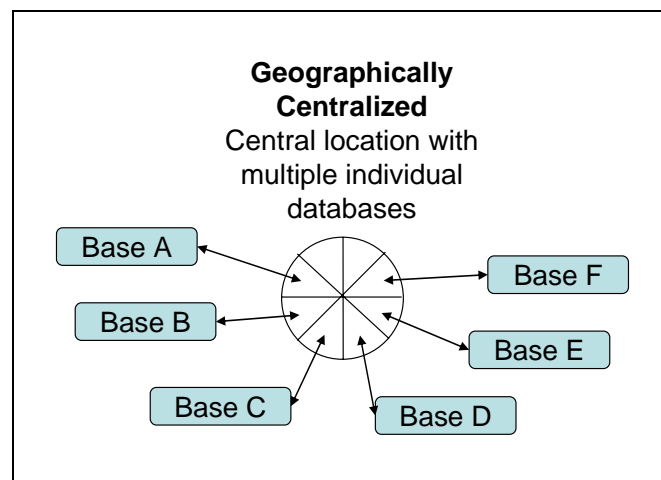 Geographically
Centralized
Central location with
multiple individual
databases
Base A
Base F
Base B
Base E
Base C
Base D